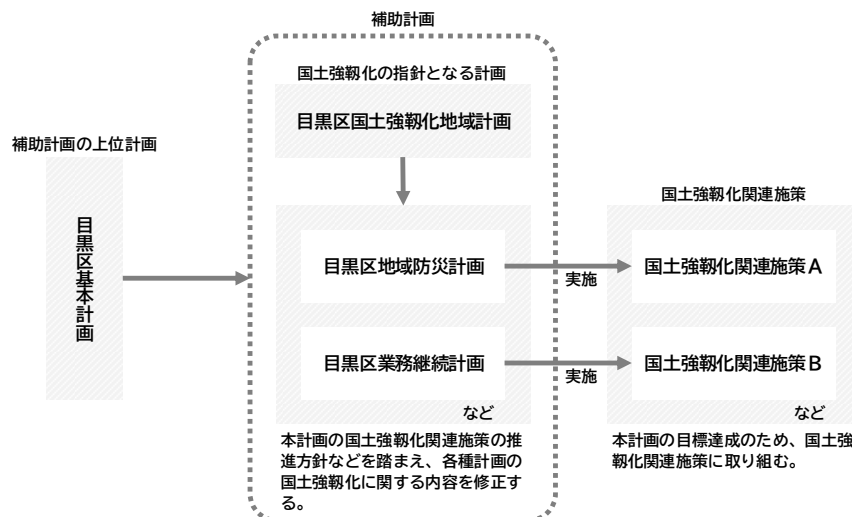 補助計画
国土強靱化の指針となる計画
目黒区国土強靱化地域計画
補助計画の上位計画
目黒区基本計画
国土強靱化関連施策
目黒区地域防災計画
実施
国土強靱化関連施策A
目黒区業務継続計画
実施
国土強靱化関連施策B
など
など
本計画の国土強靱化関連施策の推
進方針などを踏まえ、各種計画の
国土強靱化に関する内容を修正す
る。
本計画の目標達成のため、国土強
靱化関連施策に取り組む。